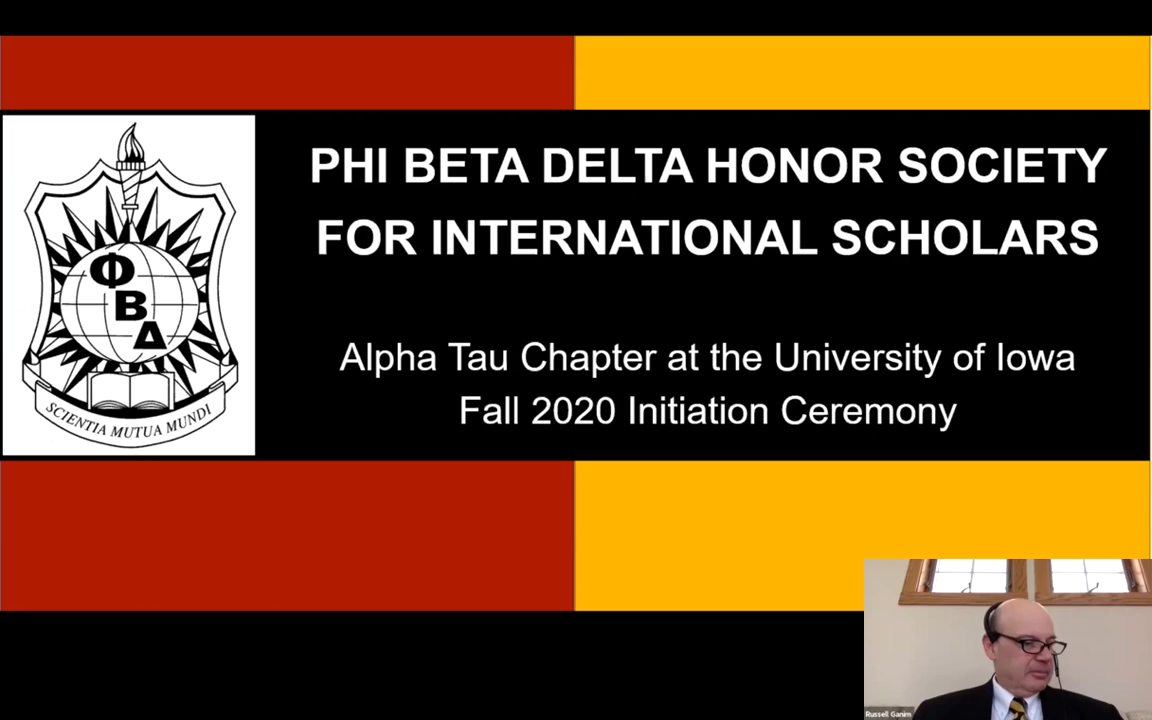 PHI BETA DELTA HONOR SOCIETY
FOR INTERNATIONAL SCHOLARS
Alpha Tau Chapter at the University of Iowa
Fall 2020 Initiation Ceremony
Φ
Β
Δ
SCIENTIA MUTUA MUNDI
Russell Ganim